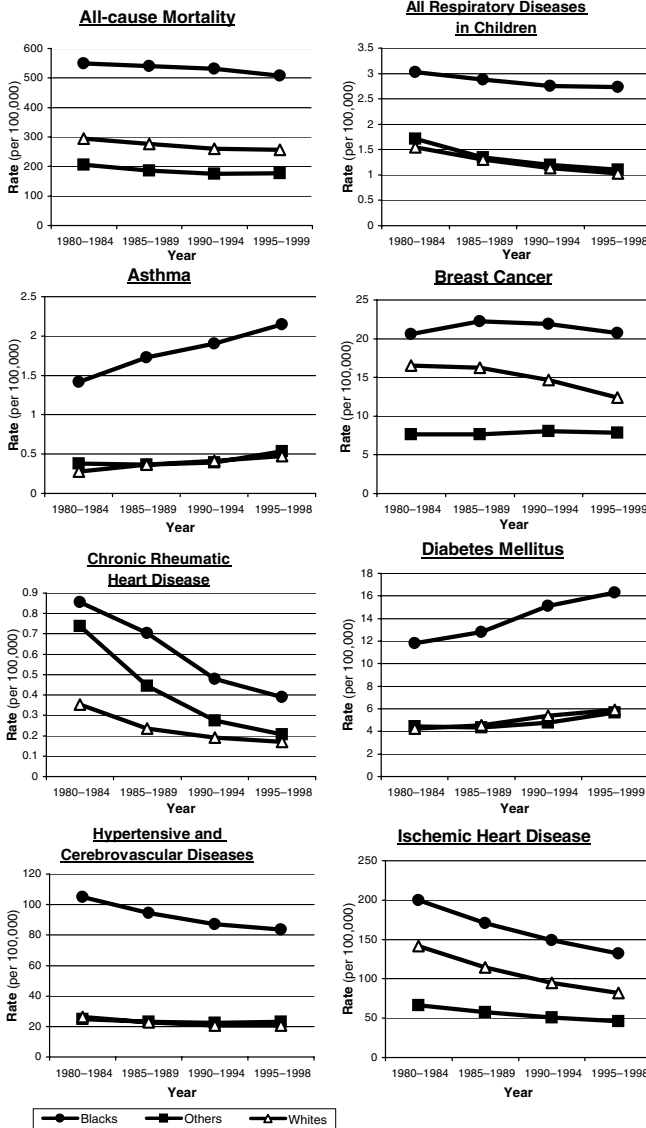 All-cause Mortality
600
500
400
300
200
100
0
Rate (per 100,000)
1980–1984 1985–1989 1990–1994 1995–1999
Year
All Respiratory Diseases
in Children
3.5
3
2.5
2
1.5
1
0.5
0
Rate (per 100,000)
1980–1984 1985–1989 1990–1994 1995–1998
Year
Asthma
2.5
2
1.5
1
0.5
0
Rate (per 100,000)
1980–1984 1985–1989 1990–1994 1995–1998
Year
Breast Cancer
25
20
15
10
5
0
Rate (per 100,000)
1980–1984 1985–1989 1990–1994 1995–1999
Year
Chronic Rheumatic
Heart Disease
0.9
0.8
0.7
0.6
0.5
0.4
0.3
0.2
0.1
0
Rate (per 100,000)
1980–1984 1985–1989 1990–1994 1995–1998
Year
Diabetes Mellitus
18
16
14
12
10
8
6
4
2
0
Rate (per 100,000)
1980–1984 1985–1989 1990–1994 1995–1999
Year
Hypertensive and
Cerebrovascular Diseases
120
100
80
60
40
20
0
Rate (per 100,000)
1980–1984 1985–1989 1990–1994 1995–1998
Year
Ischemic Heart Disease
250
200
150
100
50
0
Rate (per 100,000)
1980–1984 1985–1989 1990–1994 1995–1998
Year
Blacks Others Whites